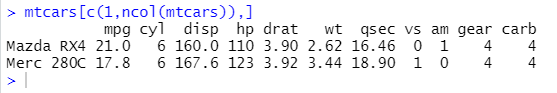 > mtcars[c(1,ncol(mtcars)),]
           mpg cyl  disp  hp drat   wt  qsec vs am gear carb
Mazda RX4 21.0   6 160.0 110 3.90 2.62 16.46  0  1    4    4
Merc 280C 17.8   6 167.6 123 3.92 3.44 18.90  1  0    4    4
>